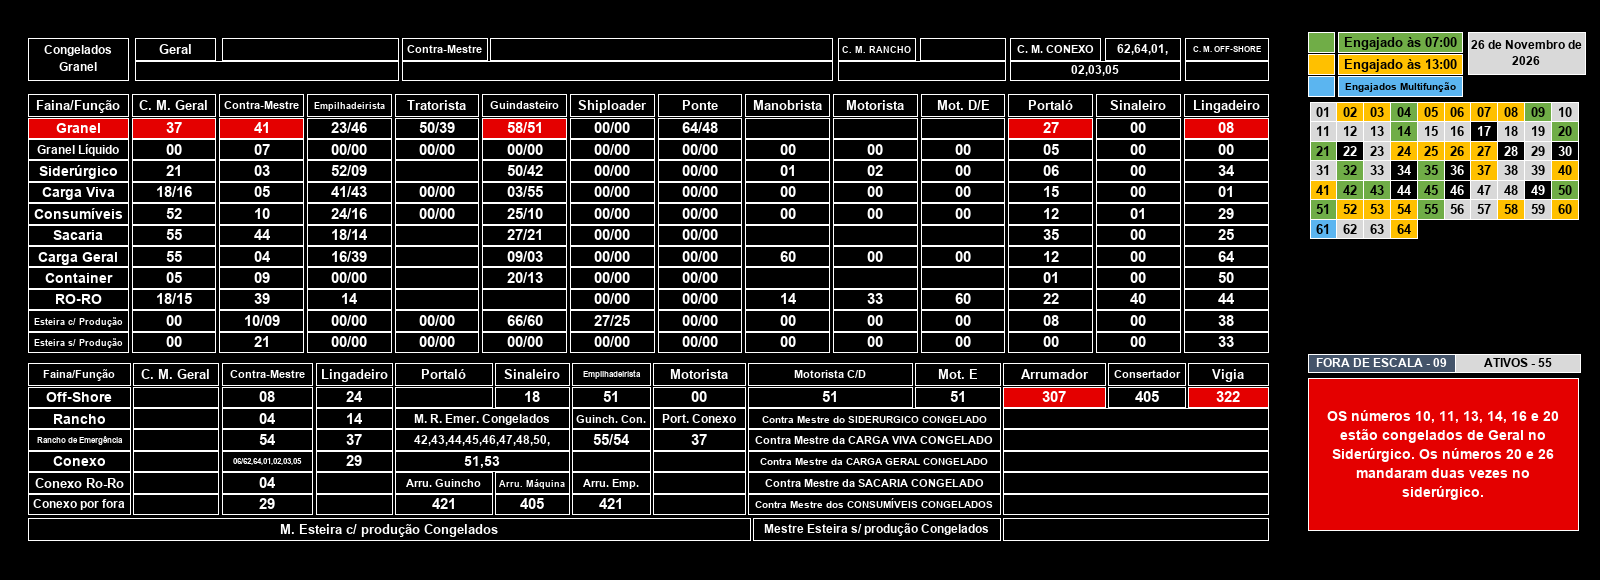 Congelados Granel
Geral
Contra-Mestre
C. M. RANCHO
C. M. CONEXO
62,64,01,
C. M. OFF-SHORE
02,03,05
Faina/Função C. M. Geral Contra-Mestre Empilhadeirista Tratorista Guindasteiro Shiploader Ponte Manobrista Motorista Mot. D/E Portaló Sinaleiro Lingadeiro
Granel 37 41 23/46 50/39 58/51 00/00 64/48 27 00 08
Granel Líquido 00 07 00/00 00/00 00/00 00/00 00/00 00 00 00 05 00 00
Siderúrgico 21 03 52/09 50/42 00/00 00/00 01 02 00 06 00 34
Carga Viva 18/16 05 41/43 00/00 03/55 00/00 00/00 00 00 00 15 00 01
Consumíveis 52 10 24/16 00/00 25/10 00/00 00/00 00 00 00 12 01 29
Sacaria 55 44 18/14 27/21 00/00 00/00 35 00 25
Carga Geral 55 04 16/39 09/03 00/00 00/00 60 00 00 12 00 64
Container 05 09 00/00 20/13 00/00 00/00 01 00 50
RO-RO 18/15 39 14 00/00 00/00 14 33 60 22 40 44
Esteira c/ Produção 00 10/09 00/00 00/00 66/60 27/25 00/00 00 00 00 08 00 38
Esteira s/ Produção 00 21 00/00 00/00 00/00 00/00 00/00 00 00 00 00 00 33
Faina/Função C. M. Geral Contra-Mestre Lingadeiro Portaló Sinaleiro Empilhadeirista Motorista Motorista C/D Mot. E Arrumador Consertador Vigia
Off-Shore 08 24 18 51 00 51 51 307 405 322
Rancho 04 14 M. R. Emer. Congelados Guinch. Con. Port. Conexo Contra Mestre do SIDERURGICO CONGELADO
Rancho de Emergência 54 37 42,43,44,45,46,47,48,50, 55/54 37 Contra Mestre da CARGA VIVA CONGELADO
Conexo 06/62,64,01,02,03,05 29 51,53 Contra Mestre da CARGA GERAL CONGELADO
Conexo Ro-Ro 04 Arru. Guincho Arru. Máquina Arru. Emp. Contra Mestre da SACARIA CONGELADO
Conexo por fora 29 421 405 421 Contra Mestre dos CONSUMÍVEIS CONGELADOS
M. Esteira c/ produção Congelados Mestre Esteira s/ produção Congelados
Engajado às 07:00
Engajado às 13:00
Engajados Multifunção
26 de Novembro de
2026
01 02 03 04 05 06 07 08 09 10
11 12 13 14 15 16 17 18 19 20
21 22 23 24 25 26 27 28 29 30
31 32 33 34 35 36 37 38 39 40
41 42 43 44 45 46 47 48 49 50
51 52 53 54 55 56 57 58 59 60
61 62 63 64
FORA DE ESCALA - 09 ATIVOS - 55
OS números 10, 11, 13, 14, 16 e 20
estão congelados de Geral no
Siderúrgico. Os números 20 e 26
mandaram duas vezes no
siderúrgico.